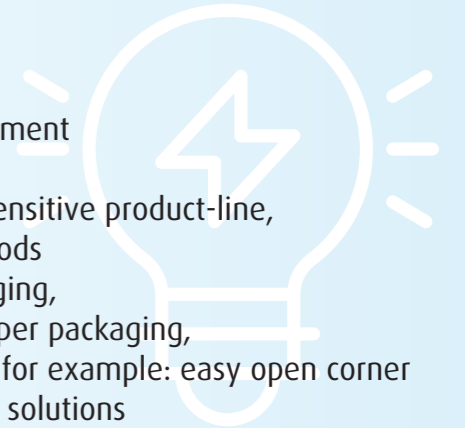 ment
ensitive product-line,
ods
ging,
per packaging,
for example: easy open corner
solutions